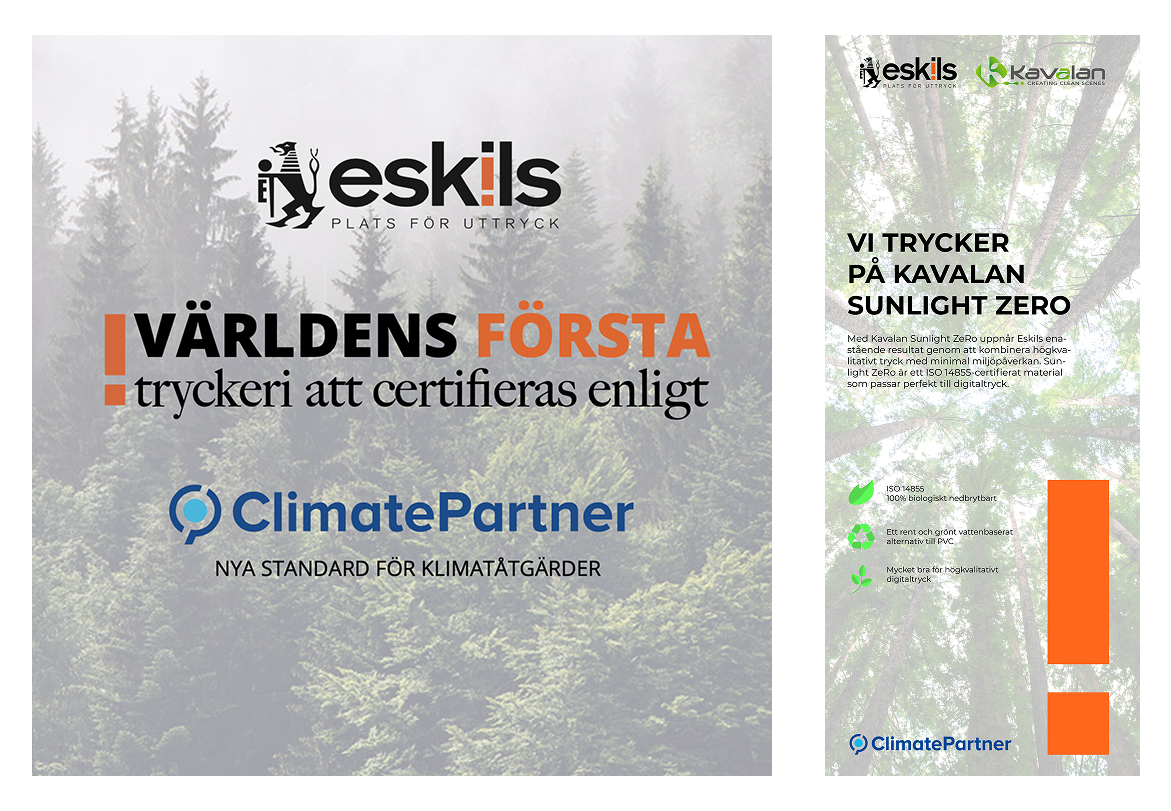 eskils
PLATS FÖR UTTRYCK
!VÄRLDENS FÖRSTA
tryckeri att certifieras enligt
ClimatePartner
NYA STANDARD FÖR KLIMATÅTGÄRDER
eskils
PLATS FÖR UTTRYCK
Kavalan
CREATING CLEAN SCENES
VI TRYCKER
PÅ KAVALAN
SUNLIGHT ZERO
Med Kavalan Sunlight ZeRo uppnår Eskils ena-
stående resultat genom att kombinera högkva-
litativt tryck med minimal miljöpåverkan. Sun-
light ZeRo är ett ISO 14855-certifierat material
som passar perfekt till digitaltryck.
ISO 14855
100% biologiskt nedbrytbart
Ett rent och grönt vattenbaserat
alternativ till PVC
Mycket bra för högkvalitativt
digitaltryck
!
ClimatePartner